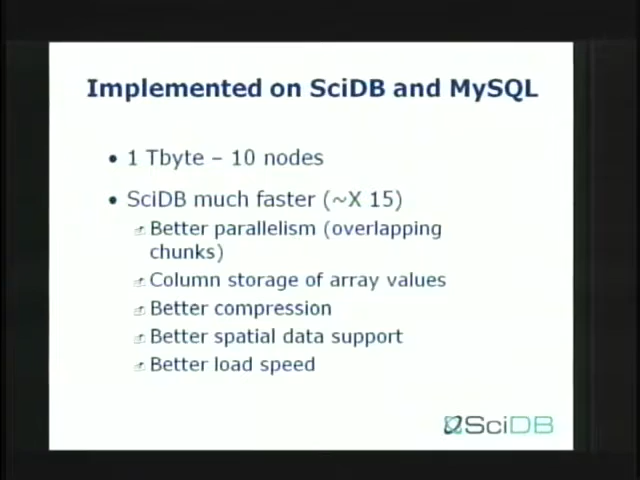 Implemented on SciDB and MySQL
• 1 Tbyte – 10 nodes
• SciDB much faster (~X 15)
Better parallelism (overlapping
chunks)
Column storage of array values
Better compression
Better spatial data support
Better load speed
SciDB